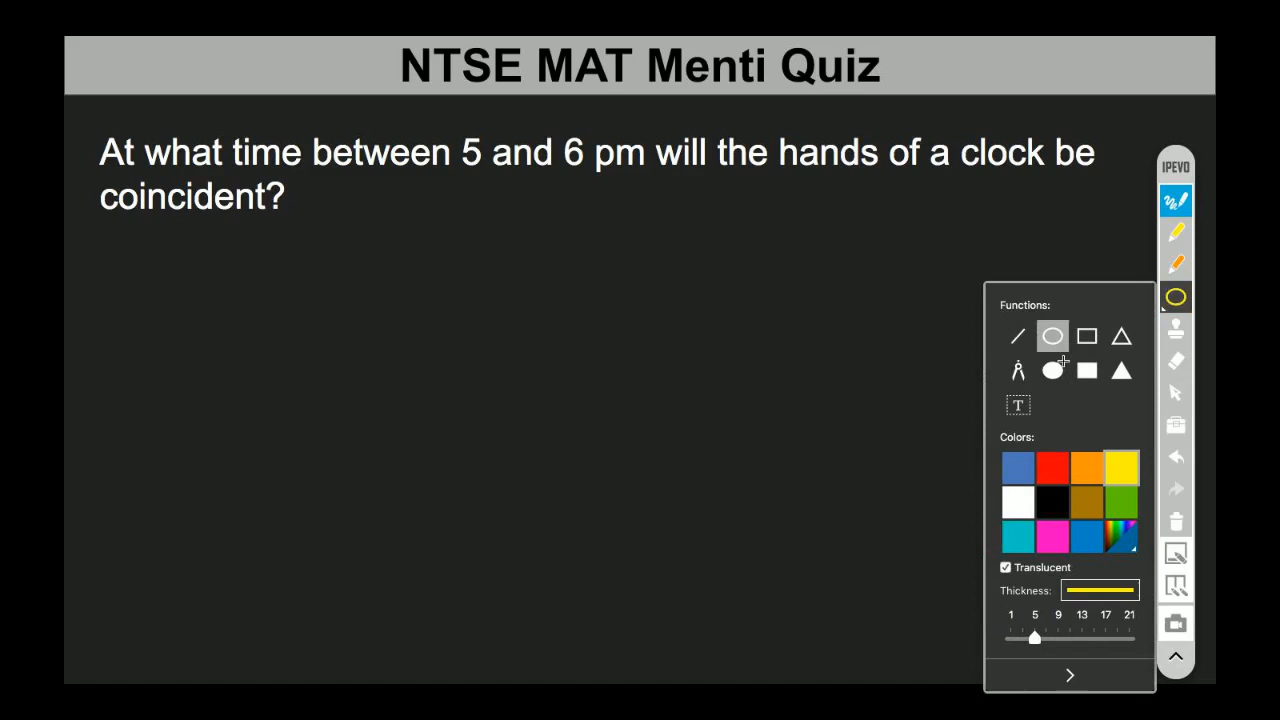 NTSE MAT Menti Quiz
At what time between 5 and 6 pm will the hands of a clock be
coincident?
IPEVO
Functions:
T
Colors:
Translucent
Thickness:
1 5 9 13 17 21